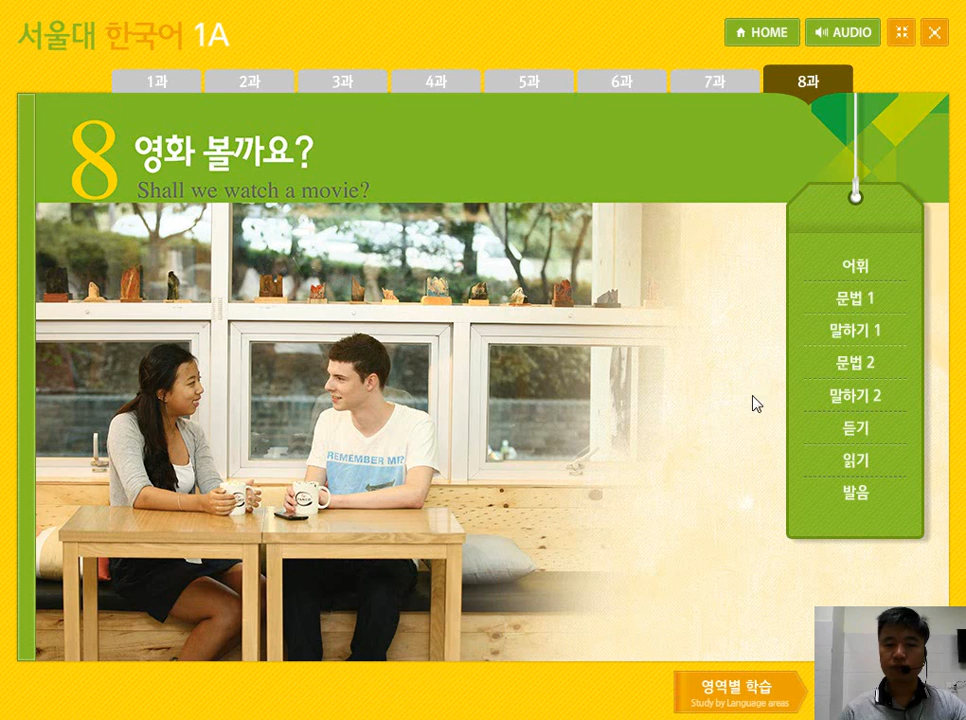 서울대 한국어 1A
HOME
AUDIO
1과
2과
3과
4과
5과
6과
7과
8과
8 영화 볼까요?
Shall we watch a movie?
어휘
문법 1
말하기 1
문법 2
말하기 2
듣기
읽기
발음
REMEMBER ME?
영역별 학습
Study by Language areas